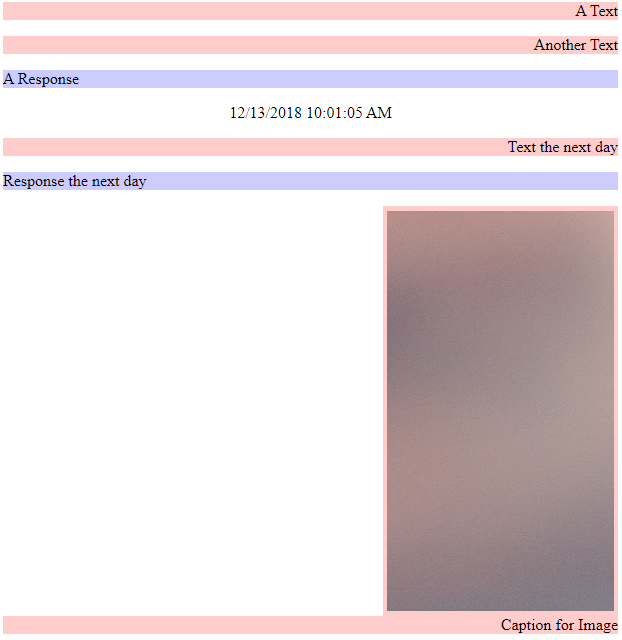 A Text
Another Text
A Response
12/13/2018 10:01:05 AM
Text the next day
Response the next day
Caption for Image